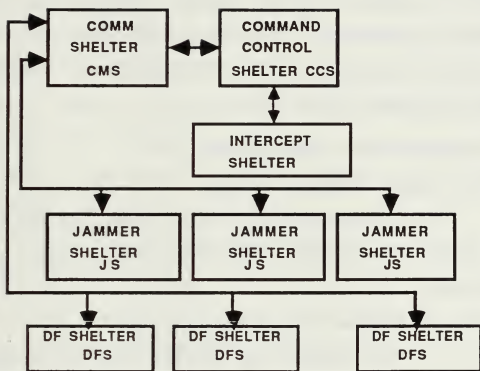 COMM
SHELTER
CMS
COMMAND
CONTROL
SHELTER CCS
INTERCEPT
SHELTER
JAMMER
SHELTER
JS
JAMMER
SHELTER
JS
JAMMER
SHELTER
JS
DF SHELTER
DFS
DF SHELTER
DFS
DF SHELTER
DFS